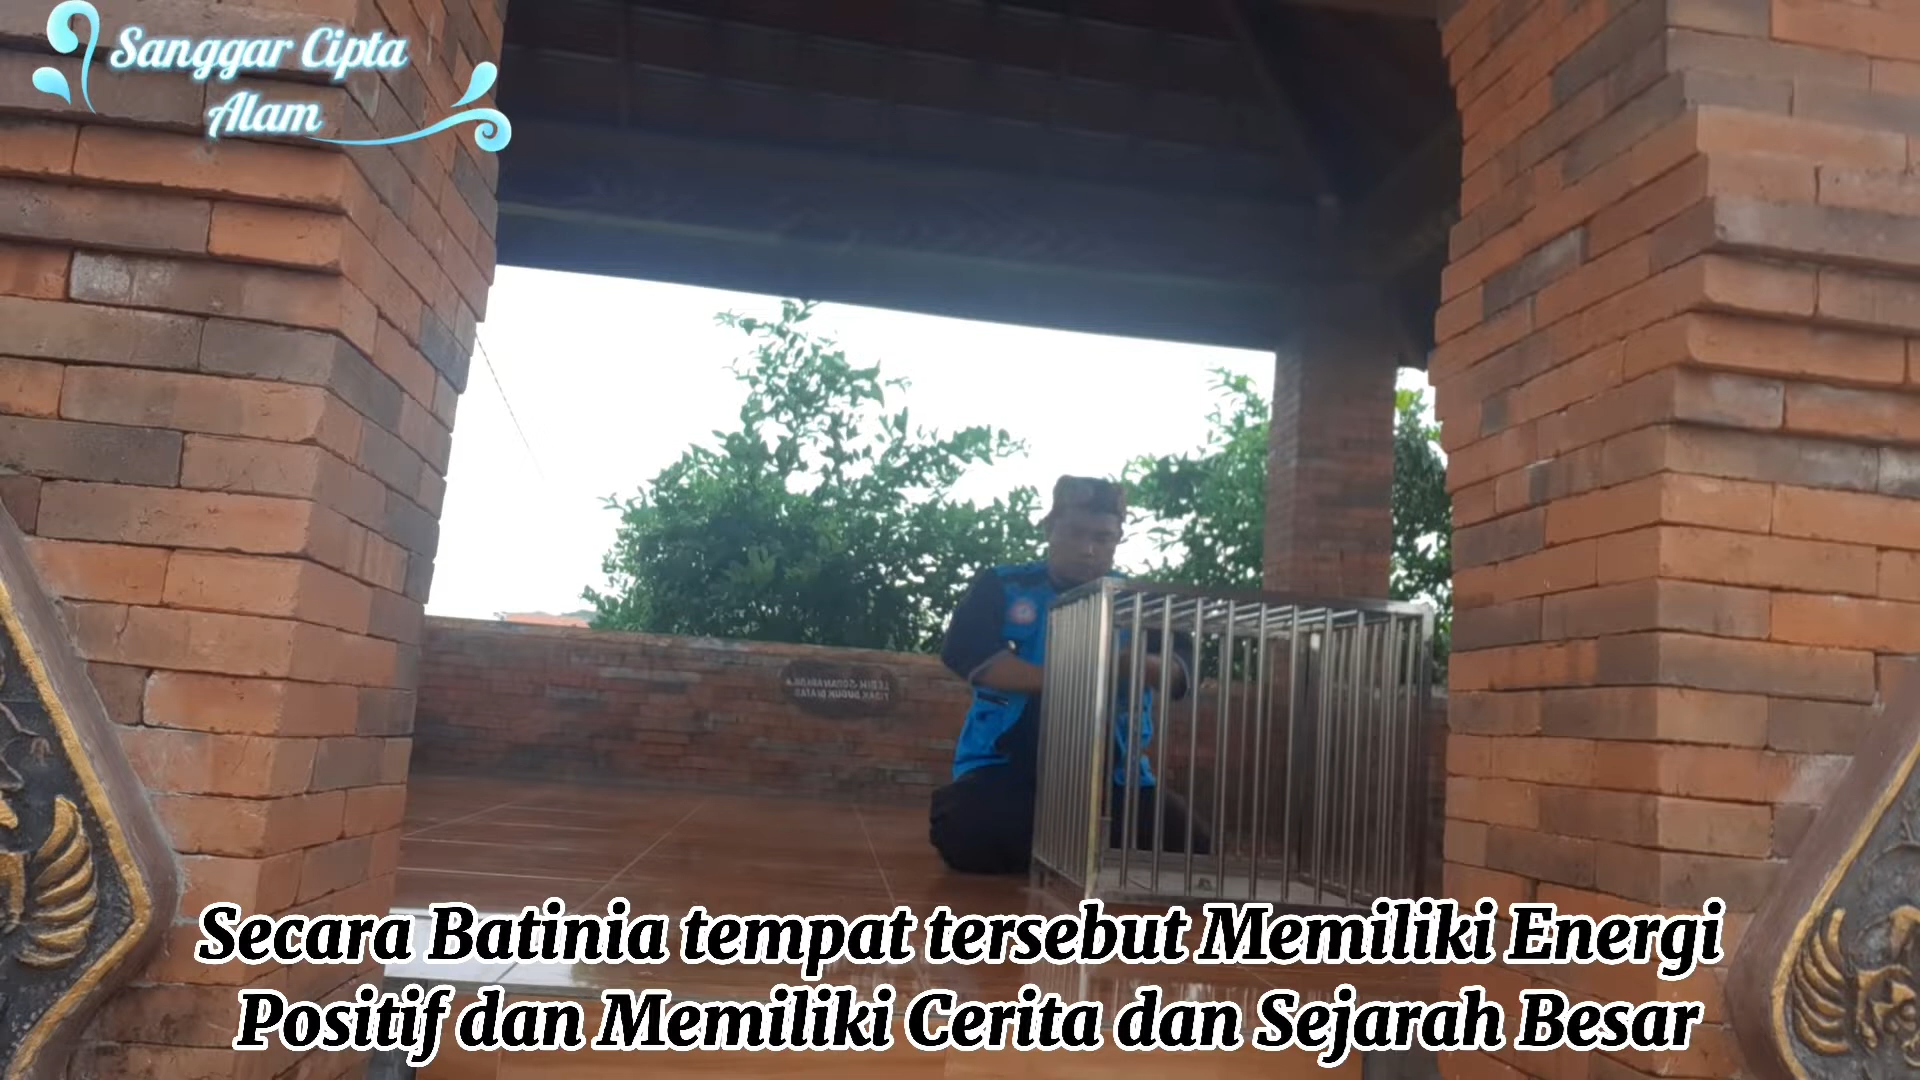 Sanggar Cipta
Alam
Secara Batinia tempat tersebut Memiliki Energi
Positif dan Memiliki Cerita dan Sejarah Besar